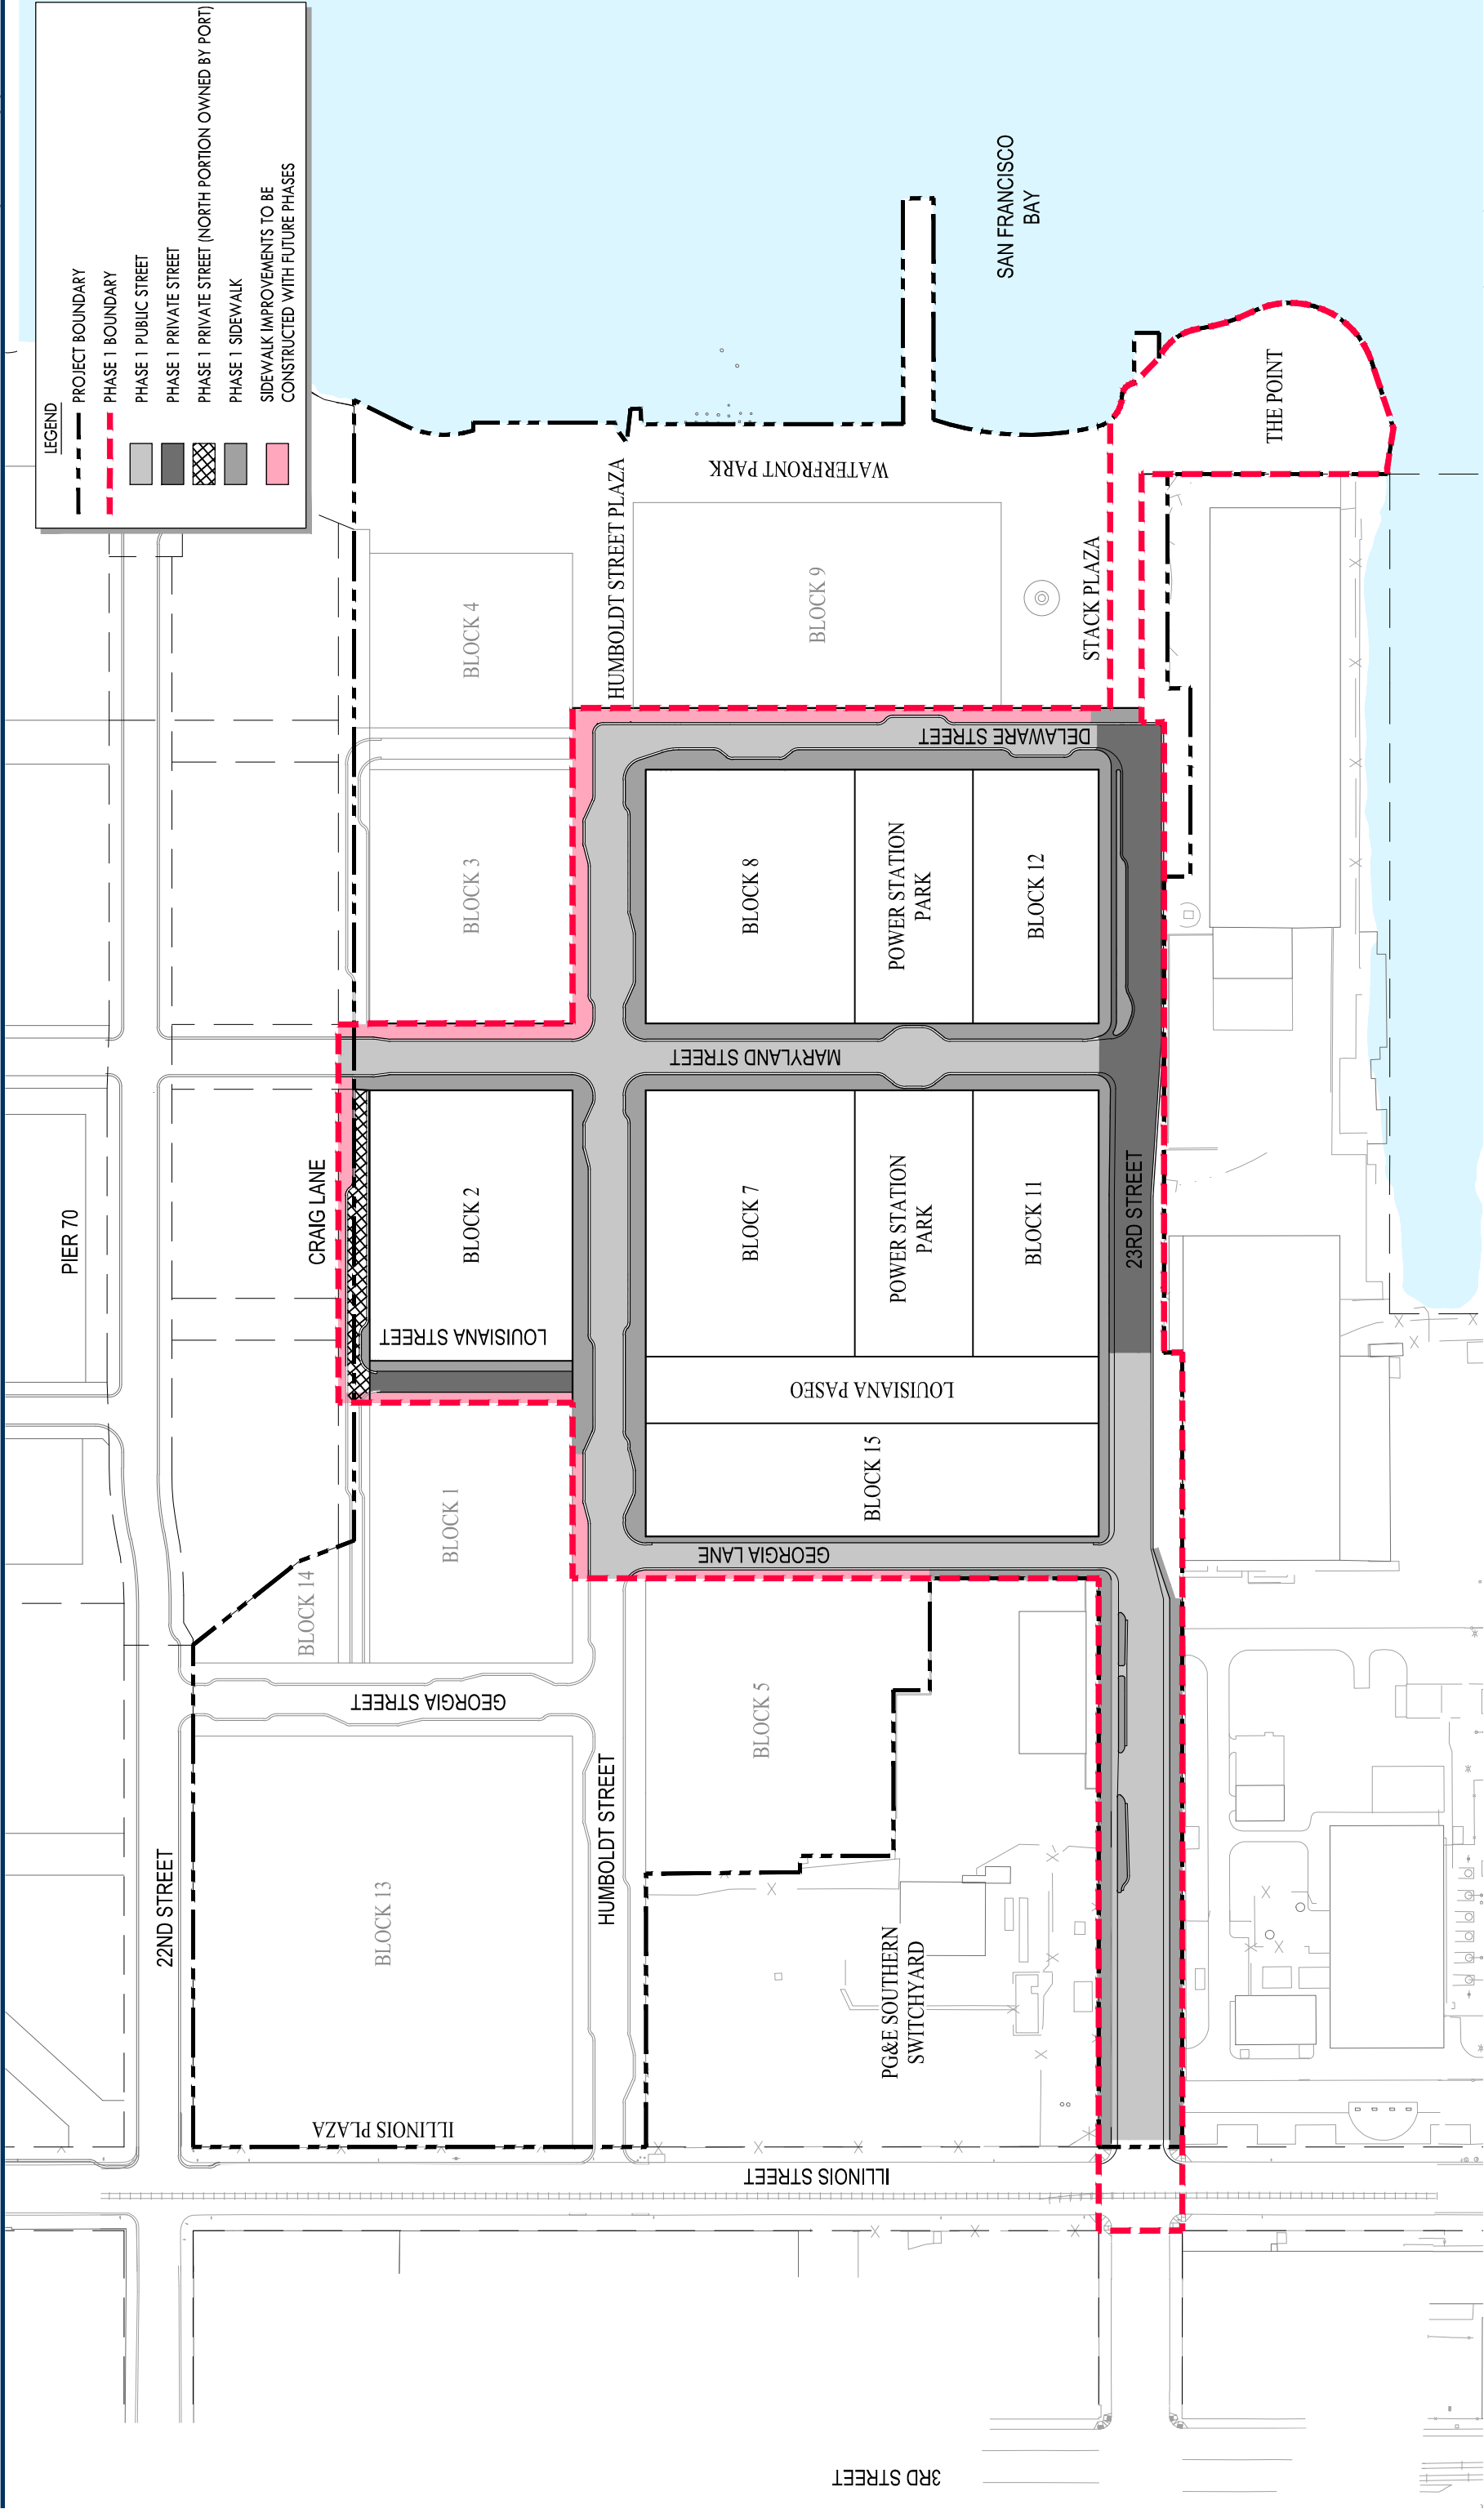 LEGEND
PROJECT BOUNDARY
PHASE 1 BOUNDARY
PHASE 1 PUBLIC STREET
PHASE 1 PRIVATE STREET
PHASE 1 PRIVATE STREET (NORTH PORTION OWNED BY PORT)
PHASE 1 SIDEWALK
SIDEWALK IMPROVEMENTS TO BE
CONSTRUCTED WITH FUTURE PHASES
PIER 70
22ND STREET
CRAIG LANE
BLOCK 14
BLOCK 13
ILLINOIS PLAZA
GEORGIA STREET
BLOCK 1
LOUISIANA STREET
BLOCK 2
BLOCK 3
BLOCK 4
HUMBOLDT STREET
HUMBOLDT STREET PLAZA
WATERFRONT PARK
BLOCK 5
GEORGIA LANE
BLOCK 15
LOUISIANA PASEO
BLOCK 7
MARYLAND STREET
BLOCK 8
BLOCK 9
POWER STATION
PARK
POWER STATION
PARK
BLOCK 11
BLOCK 12
DELAWARE STREET
STACK PLAZA
SAN FRANCISCO
BAY
PG&E SOUTHERN
SWITCHYARD
ILLINOIS STREET
3RD STREET
23RD STREET
THE POINT